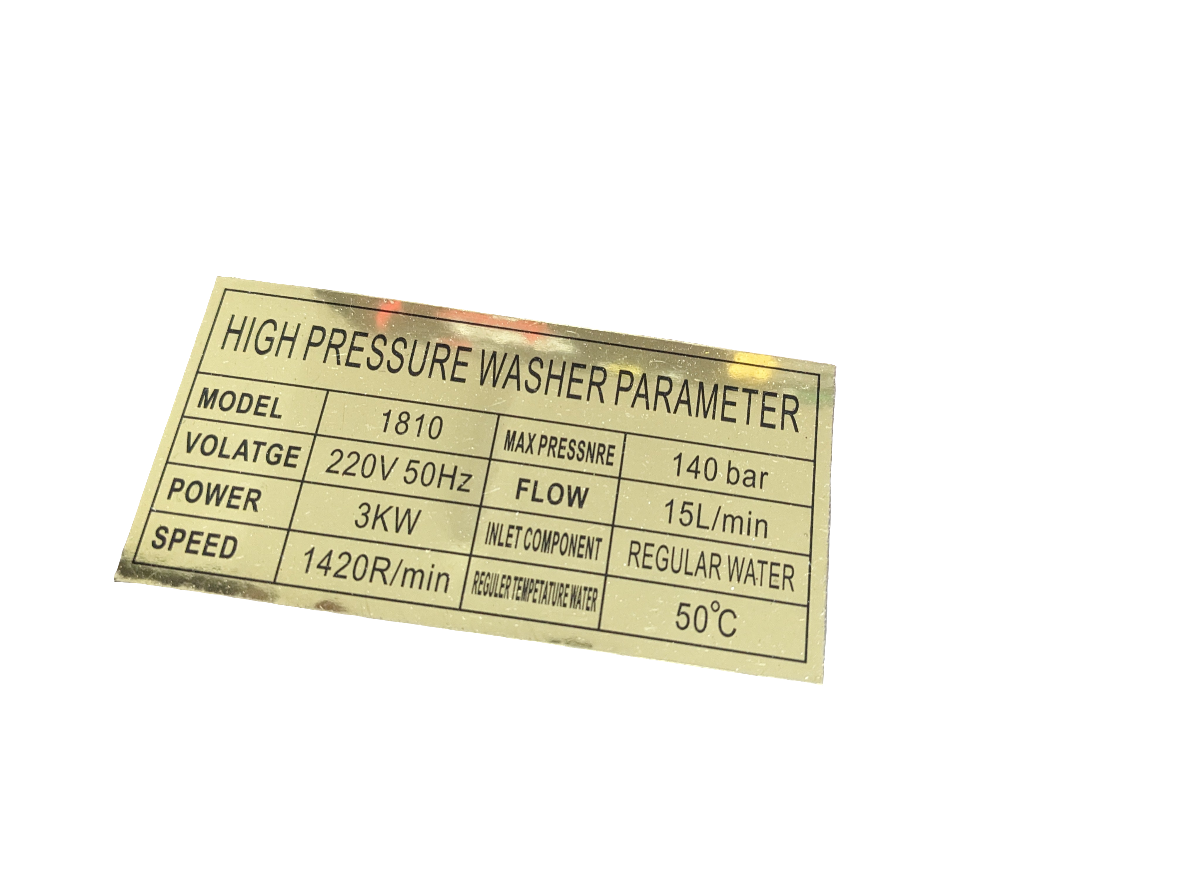 HIGH PRESSURE WASHER PARAMETER
MODEL 1810 MAX PRESSNRE 140 bar
VOLATGE 220V 50Hz FLOW 15L/min
POWER 3KW INLET COMPONENT REGULAR WATER
SPEED 1420R/min REGULER TEMPETATURE WATER 50°C